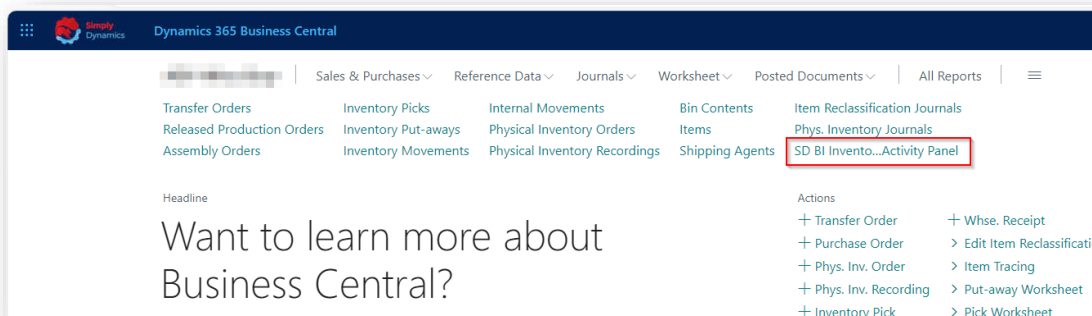 Simply
Dynamics
Dynamics 365 Business Central
Sales & Purchases Reference Data Journals Worksheet Posted Documents All Reports
Transfer Orders Inventory Picks Internal Movements Bin Contents Item Reclassification Journals
Released Production Orders Inventory Put-aways Physical Inventory Orders Items Phys. Inventory Journals
Assembly Orders Inventory Movements Physical Inventory Recordings Shipping Agents SD BI Invento...Activity Panel
Headline
Want to learn more about
Business Central?
Actions
+ Transfer Order + Whse. Receipt
+ Purchase Order > Edit Item Reclassificati
+ Phys. Inv. Order > Item Tracing
+ Phys. Inv. Recording > Put-away Worksheet
+ Inventory Pick > Pick Worksheet